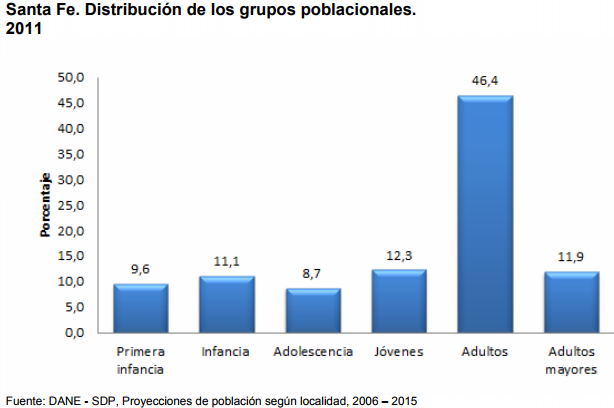 Santa Fe. Distribución de los grupos poblacionales.
2011
Porcentaje
50,0
45,0
40,0
35,0
30,0
25,0
20,0
15,0
10,0
5,0
0,0
9,6
11,1
8,7
12,3
46,4
11,9
Primera
infancia
Infancia
Adolescencia
Jóvenes
Adultos
Adultos
mayores
Fuente: DANE - SDP, Proyecciones de población según localidad, 2006 – 2015